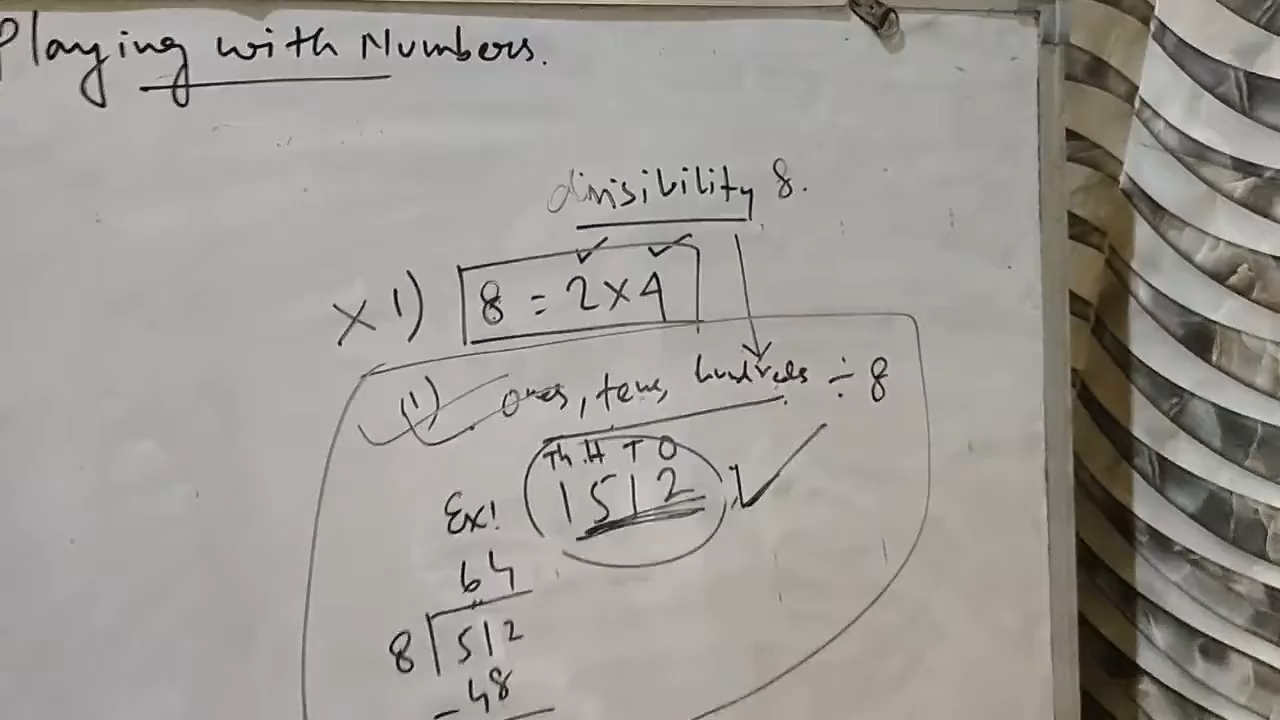 Playing with Numbers.
divisibility 8.
× 1) 8 = 2×4
1) ones, tens, hundreds ÷ 8
Th H T O
Ex! 1512
64
8 512
- 48